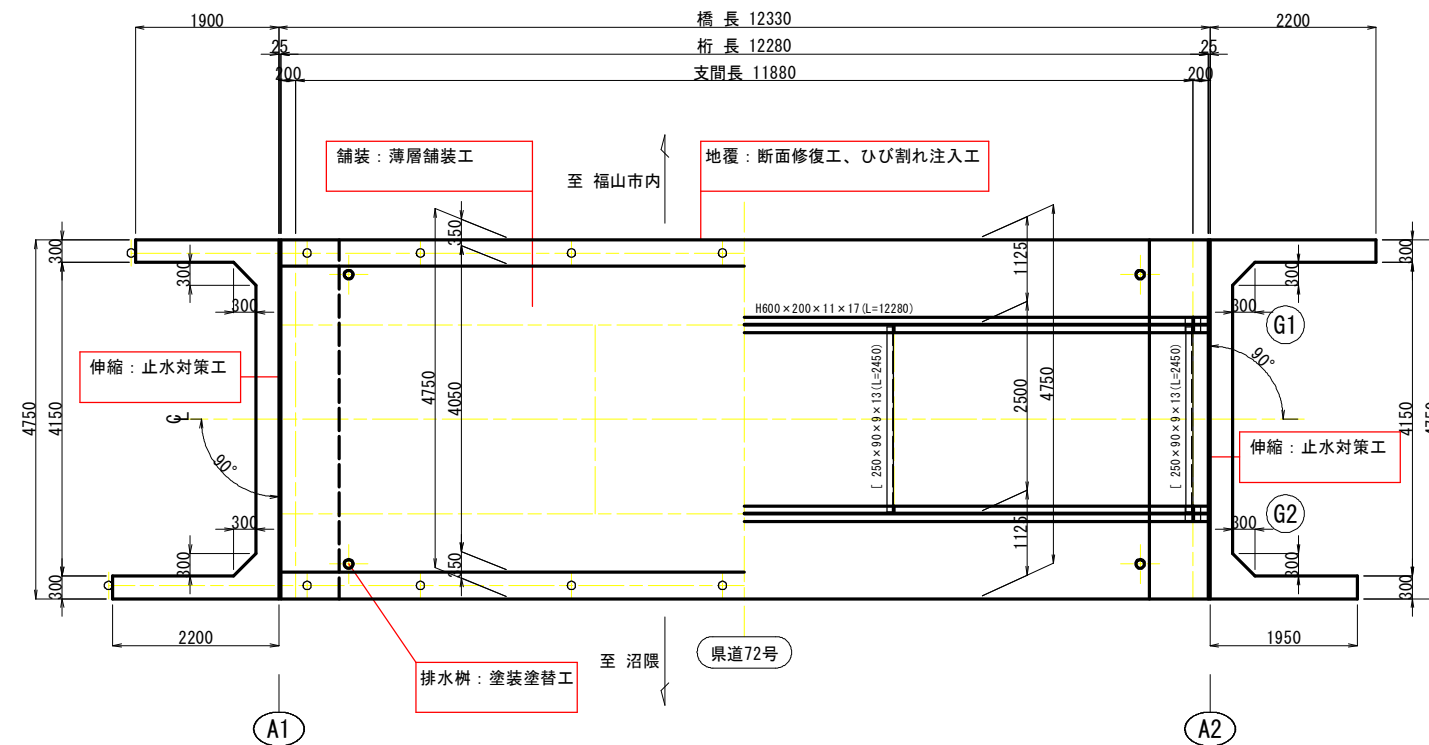 1900
橋 長 12330
2200
25
桁 長 12280
25
200
支間長 11880
200
舗装：薄層舗装工
至 福山市内
地覆：断面修復工、ひび割れ注入工
300
350
1125
300
300
300
300
300
H600×200×11×17(L=12280)
G1
伸縮：止水対策工
90°
4750
4150
CL
4750
4050
[ 250×90×9×13(L=2450)
2500
4750
[ 250×90×9×13(L=2450)
90°
4150
4750
伸縮：止水対策工
300
1125
300
G2
300
350
300
300
300
2200
至 沼隈
県道72号
1950
排水桝：塗装塗替工
A1
A2